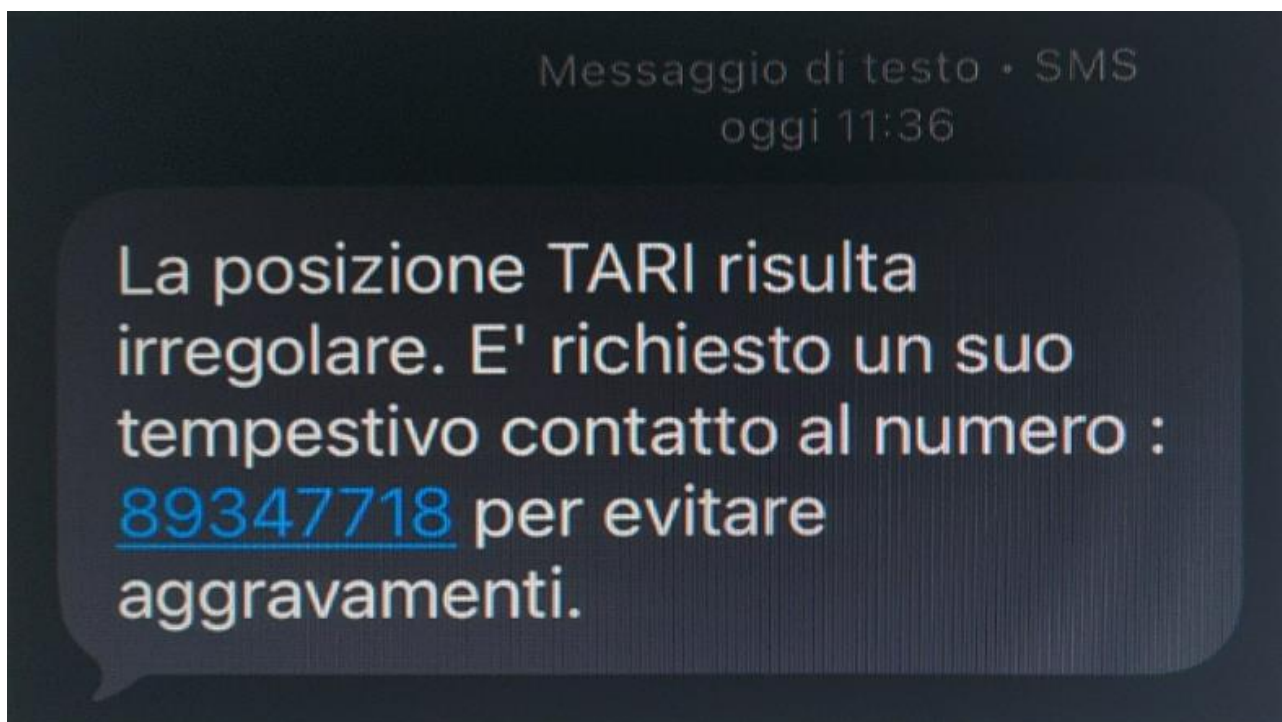 Messaggio di testo • SMS
oggi 11:36
La posizione TARI risulta
irregolare. E' richiesto un suo
tempestivo contatto al numero :
89347718 per evitare
aggravamenti.